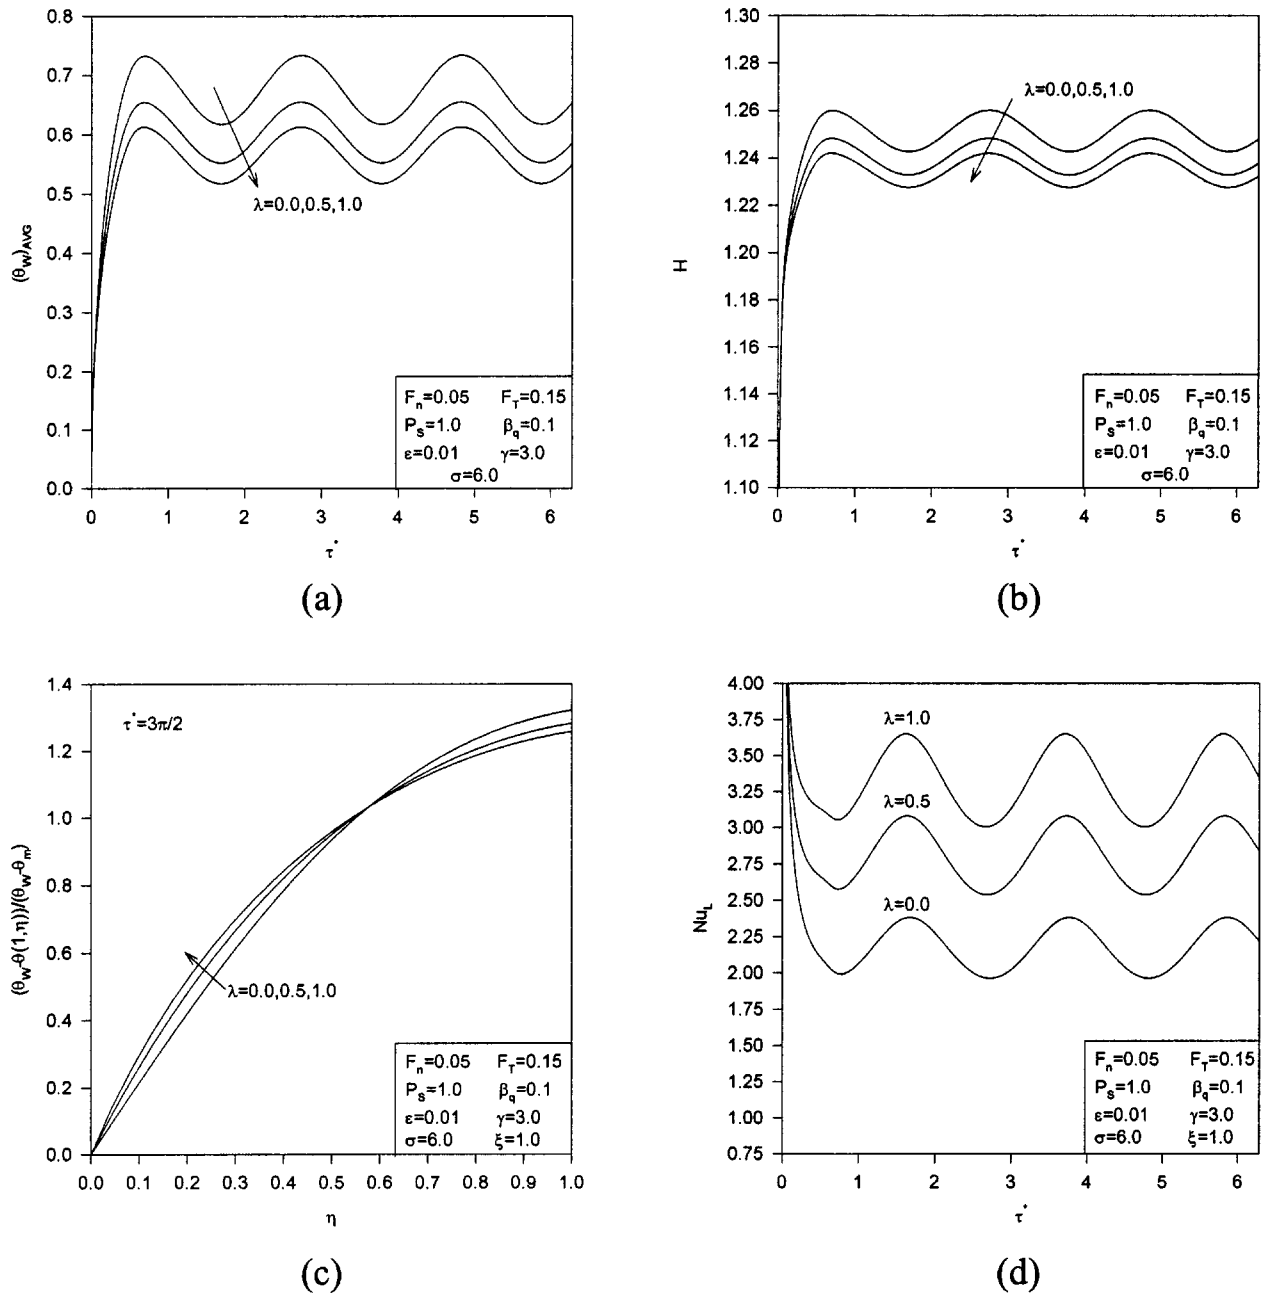 0.8
0.7
0.6
0.5
0.4
0.3
0.2
0.1
0.0
(θW)AVG
λ=0.0,0.5,1.0
Fn=0.05 FT=0.15
PS=1.0 βq=0.1
ε=0.01 γ=3.0
σ=6.0
0 1 2 3 4 5 6
τ*
(a)
1.30
1.28
1.26
1.24
1.22
1.20
1.18
1.16
1.14
1.12
1.10
H
λ=0.0,0.5,1.0
Fn=0.05 FT=0.15
PS=1.0 βq=0.1
ε=0.01 γ=3.0
σ=6.0
0 1 2 3 4 5 6
τ*
(b)
1.4
1.2
1.0
0.8
0.6
0.4
0.2
0.0
(θW-θ(1,η))/(θW-θm)
τ*=3π/2
λ=0.0,0.5,1.0
Fn=0.05 FT=0.15
PS=1.0 βq=0.1
ε=0.01 γ=3.0
σ=6.0 ξ=1.0
0.0 0.1 0.2 0.3 0.4 0.5 0.6 0.7 0.8 0.9 1.0
η
(c)
4.00
3.75
3.50
3.25
3.00
2.75
2.50
2.25
2.00
1.75
1.50
1.25
1.00
0.75
NuL
λ=1.0
λ=0.5
λ=0.0
Fn=0.05 FT=0.15
PS=1.0 βq=0.1
ε=0.01 γ=3.0
σ=6.0 ξ=1.0
0 1 2 3 4 5 6
τ*
(d)